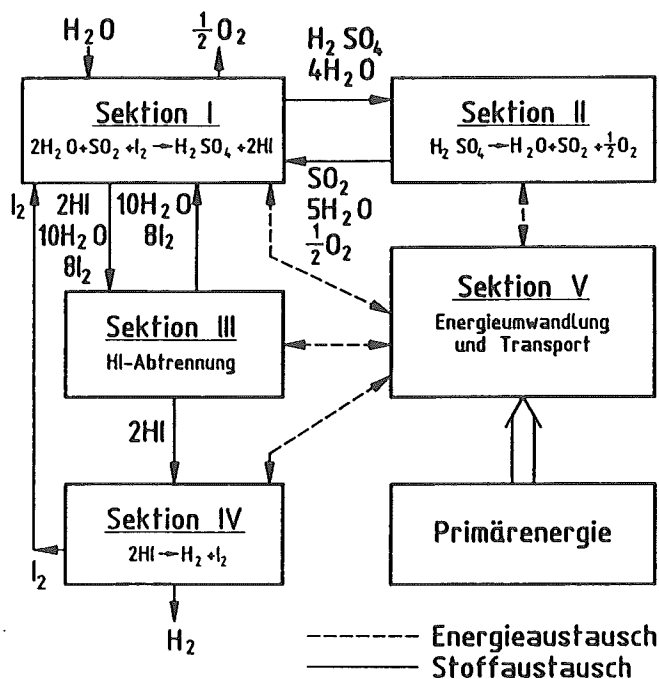 H₂O
½O₂
H₂SO₄
4H₂O
Sektion I
2H₂O+SO₂+I₂→H₂SO₄+2HI
Sektion II
H₂SO₄→H₂O+SO₂+½O₂
SO₂
5H₂O
½O₂
I₂
2HI
10H₂O
8I₂
10H₂O
8I₂
Sektion III
HI-Abtrennung
Sektion V
Energieumwandlung
und Transport
2HI
Sektion IV
2HI→H₂+I₂
Primärenergie
I₂
H₂
Energieaustausch
Stoffaustausch